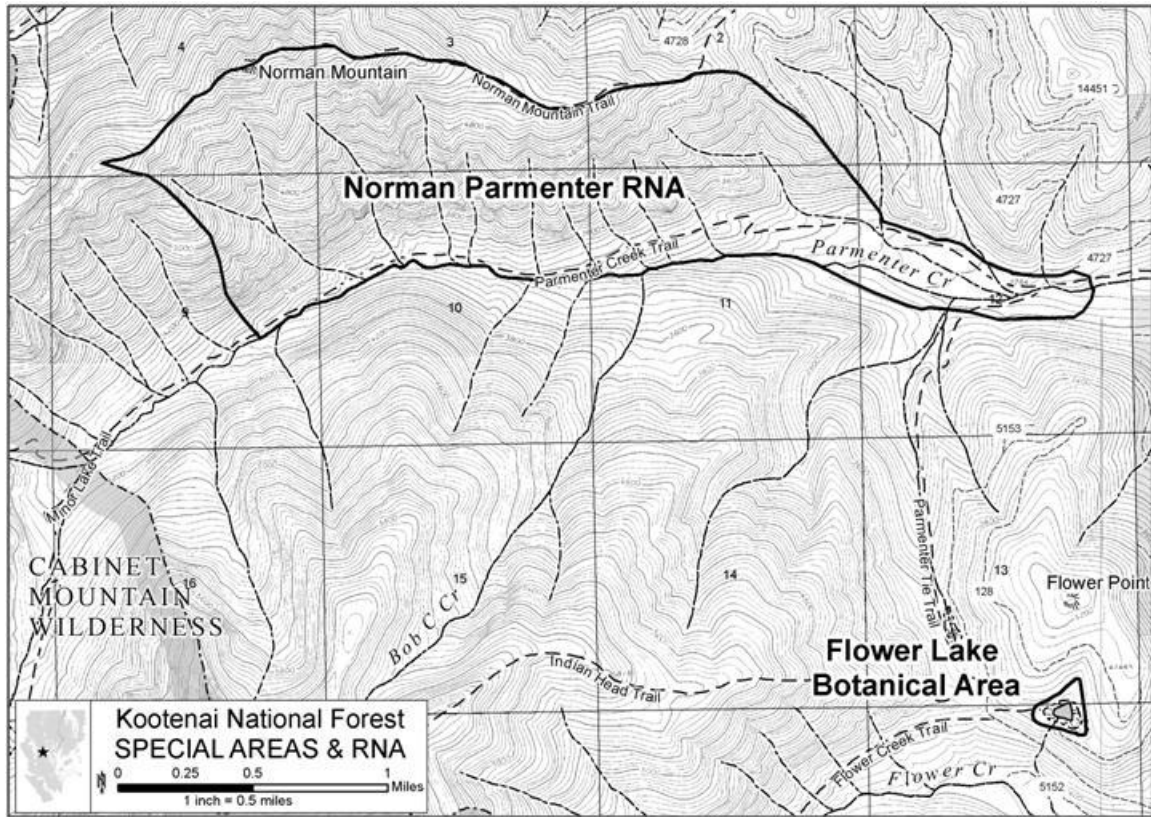 4
3
4728
2
1
Norman Mountain
Norman Mountain Trail
14451
Norman Parmenter RNA
4727
Parmenter Creek Trail
Parmenter Cr
4727
9
10
11
12
5153
Minor Lake Trail
Parmenter Tie Trail
CABINET
MOUNTAIN
WILDERNESS
16
15
14
13
128
Flower Point
Bob C Cr
Indian Head Trail
Flower Lake
Botanical Area
Flower Creek Trail
Flower Cr
5152
Kootenai National Forest
SPECIAL AREAS & RNA
0 0.25 0.5 1
Miles
1 inch = 0.5 miles